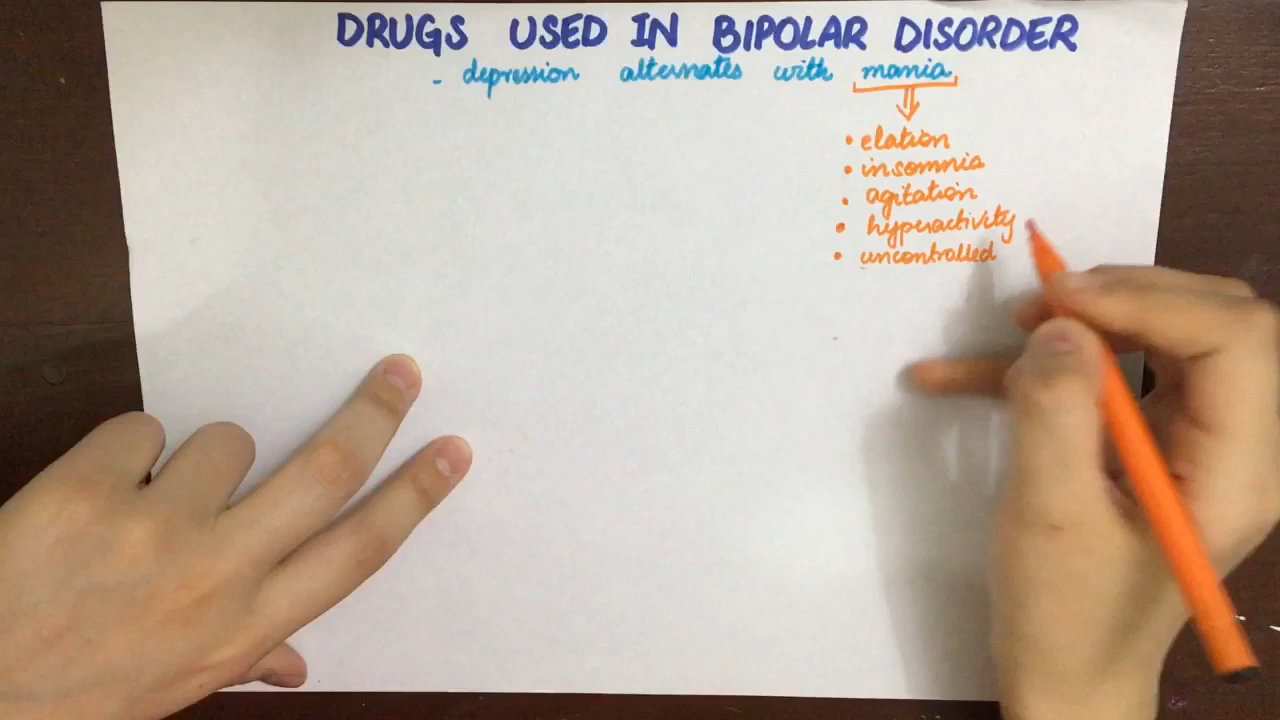 DRUGS USED IN BIPOLAR DISORDER
- depression alternates with mania
• elation
• insomnia
• agitation
• hyperactivity
• uncontrolled